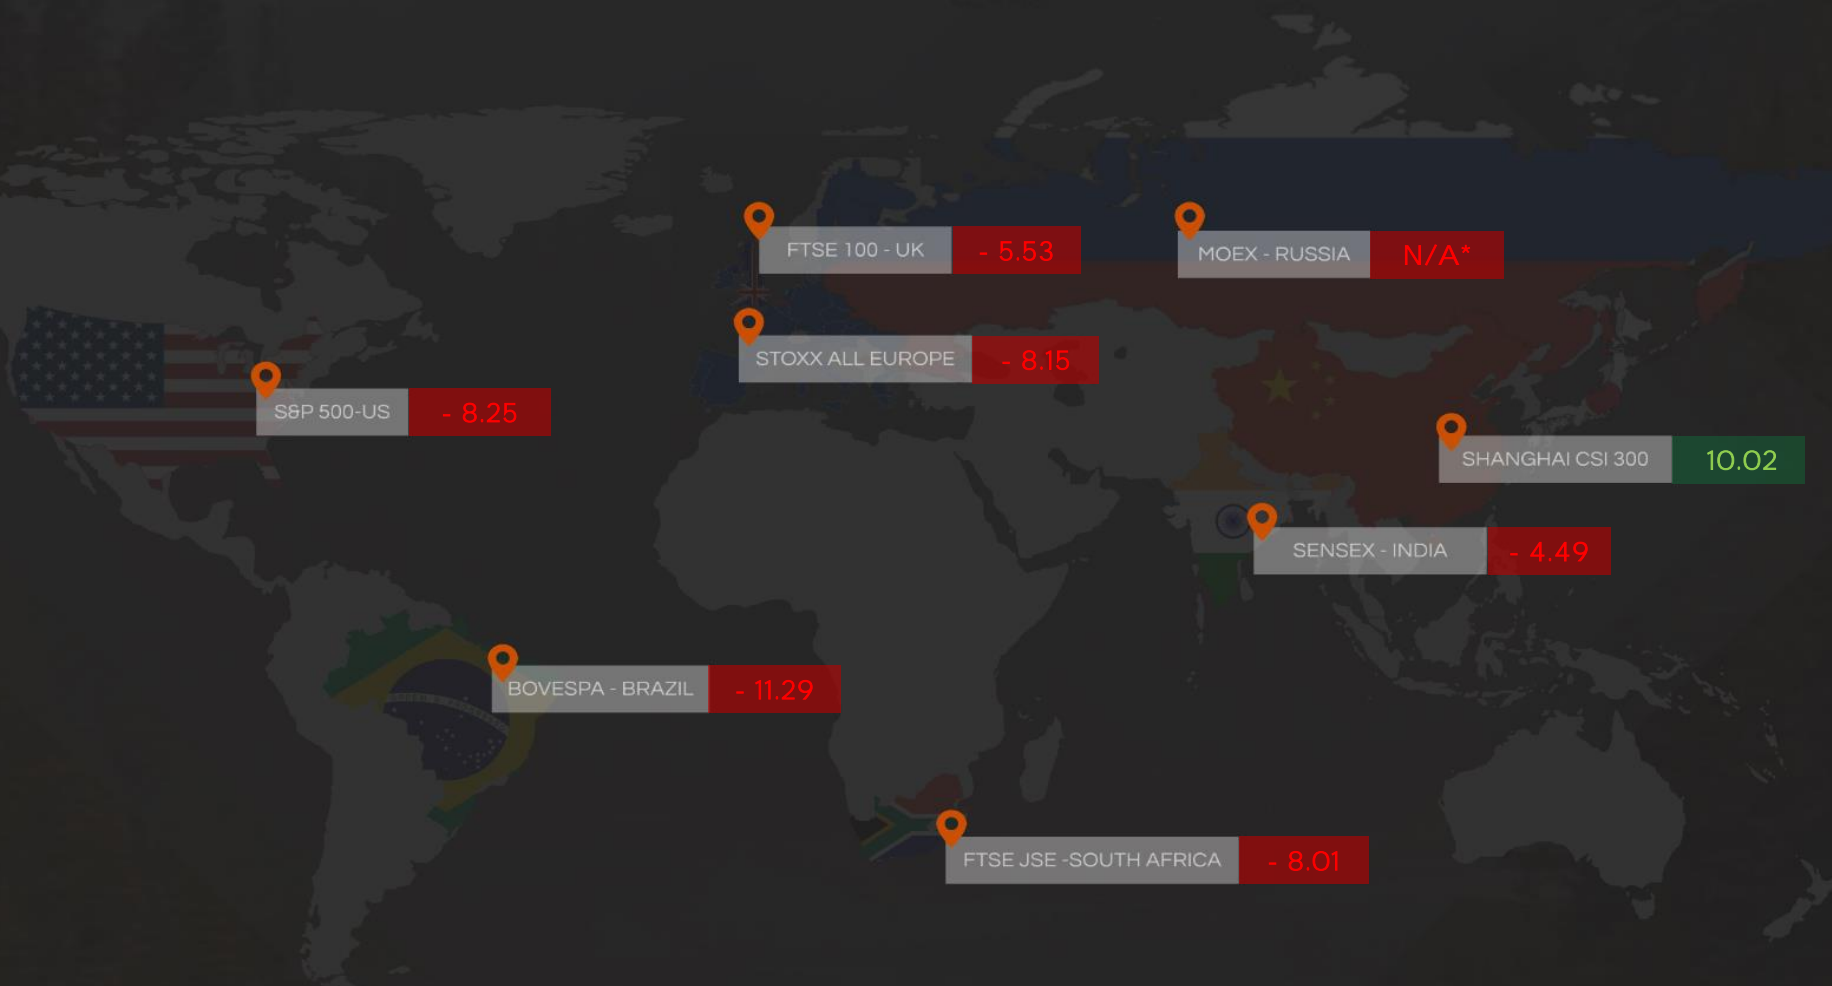 FTSE 100 - UK - 5.53
MOEX - RUSSIA N/A*
STOXX ALL EUROPE - 8.15
S&P 500-US - 8.25
SHANGHAI CSI 300 10.02
SENSEX - INDIA - 4.49
BOVESPA - BRAZIL - 11.29
FTSE JSE -SOUTH AFRICA - 8.01